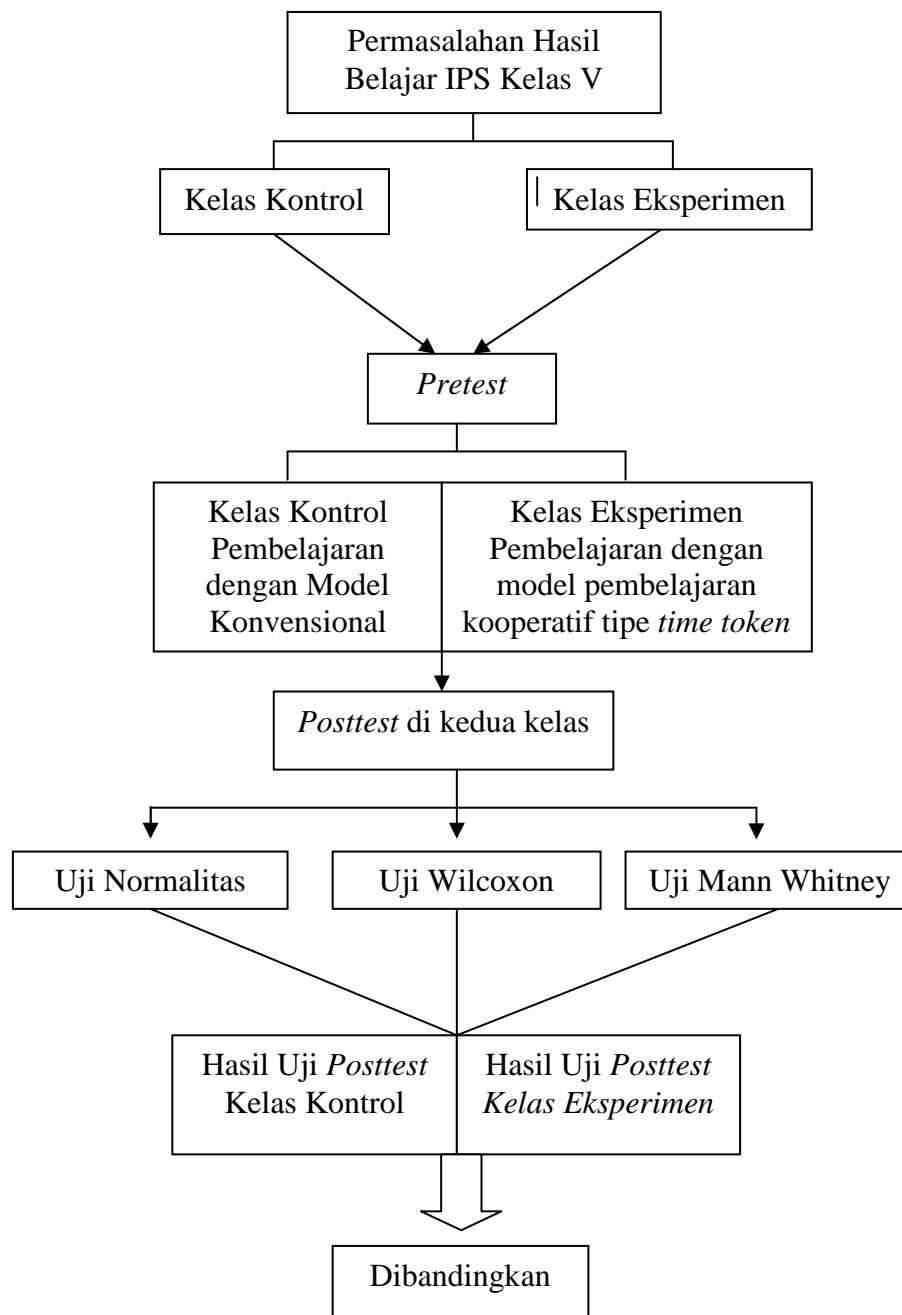 Permasalahan Hasil
Belajar IPS Kelas V
Kelas Kontrol
Kelas Eksperimen
Pretest
Kelas Kontrol
Pembelajaran
dengan Model
Konvensional
Kelas Eksperimen
Pembelajaran dengan
model pembelajaran
kooperatif tipe time token
Posttest di kedua kelas
Uji Normalitas
Uji Wilcoxon
Uji Mann Whitney
Hasil Uji Posttest
Kelas Kontrol
Hasil Uji Posttest
Kelas Eksperimen
Dibandingkan